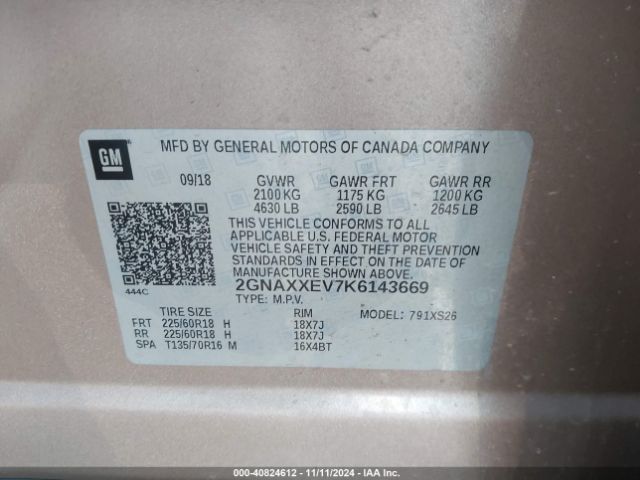 GM
MFD BY GENERAL MOTORS OF CANADA COMPANY
09/18 GVWR GAWR FRT GAWR RR
2100 KG 1175 KG 1200 KG
4630 LB 2590 LB 2645 LB
THIS VEHICLE CONFORMS TO ALL
APPLICABLE U.S. FEDERAL MOTOR
VEHICLE SAFETY AND THEFT PREVENTION
STANDARDS IN EFFECT ON THE DATE OF
MANUFACTURE SHOWN ABOVE.
444C 2GNAXXEV7K6143669
TYPE: M.P.V.
TIRE SIZE RIM MODEL: 791XS26
FRT 225/60R18 H 18X7J
RR 225/60R18 H 18X7J
SPA T135/70R16 M 16X4BT
000-40824612 - 11/11/2024 - IAA Inc.